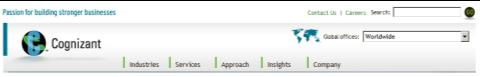 Passion for building stronger businesses
Contact Us | Careers Search:
Cognizant
Global offices: Worldwide
Industries Services Approach Insights Company